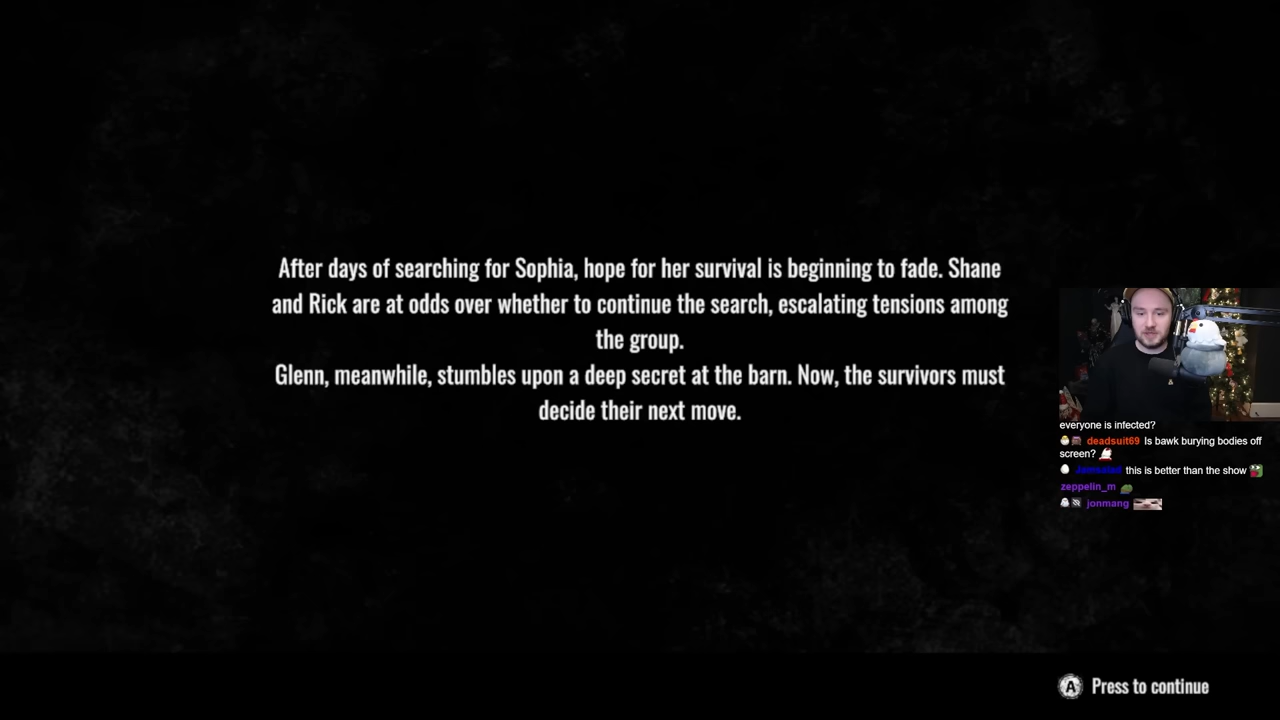 After days of searching for Sophia, hope for her survival is beginning to fade. Shane
and Rick are at odds over whether to continue the search, escalating tensions among
the group.
Glenn, meanwhile, stumbles upon a deep secret at the barn. Now, the survivors must
decide their next move.
everyone is infected?
deadsuit69 Is bawk burying bodies off
screen?
this is better than the show
zeppelin_m
jonmang
A Press to continue